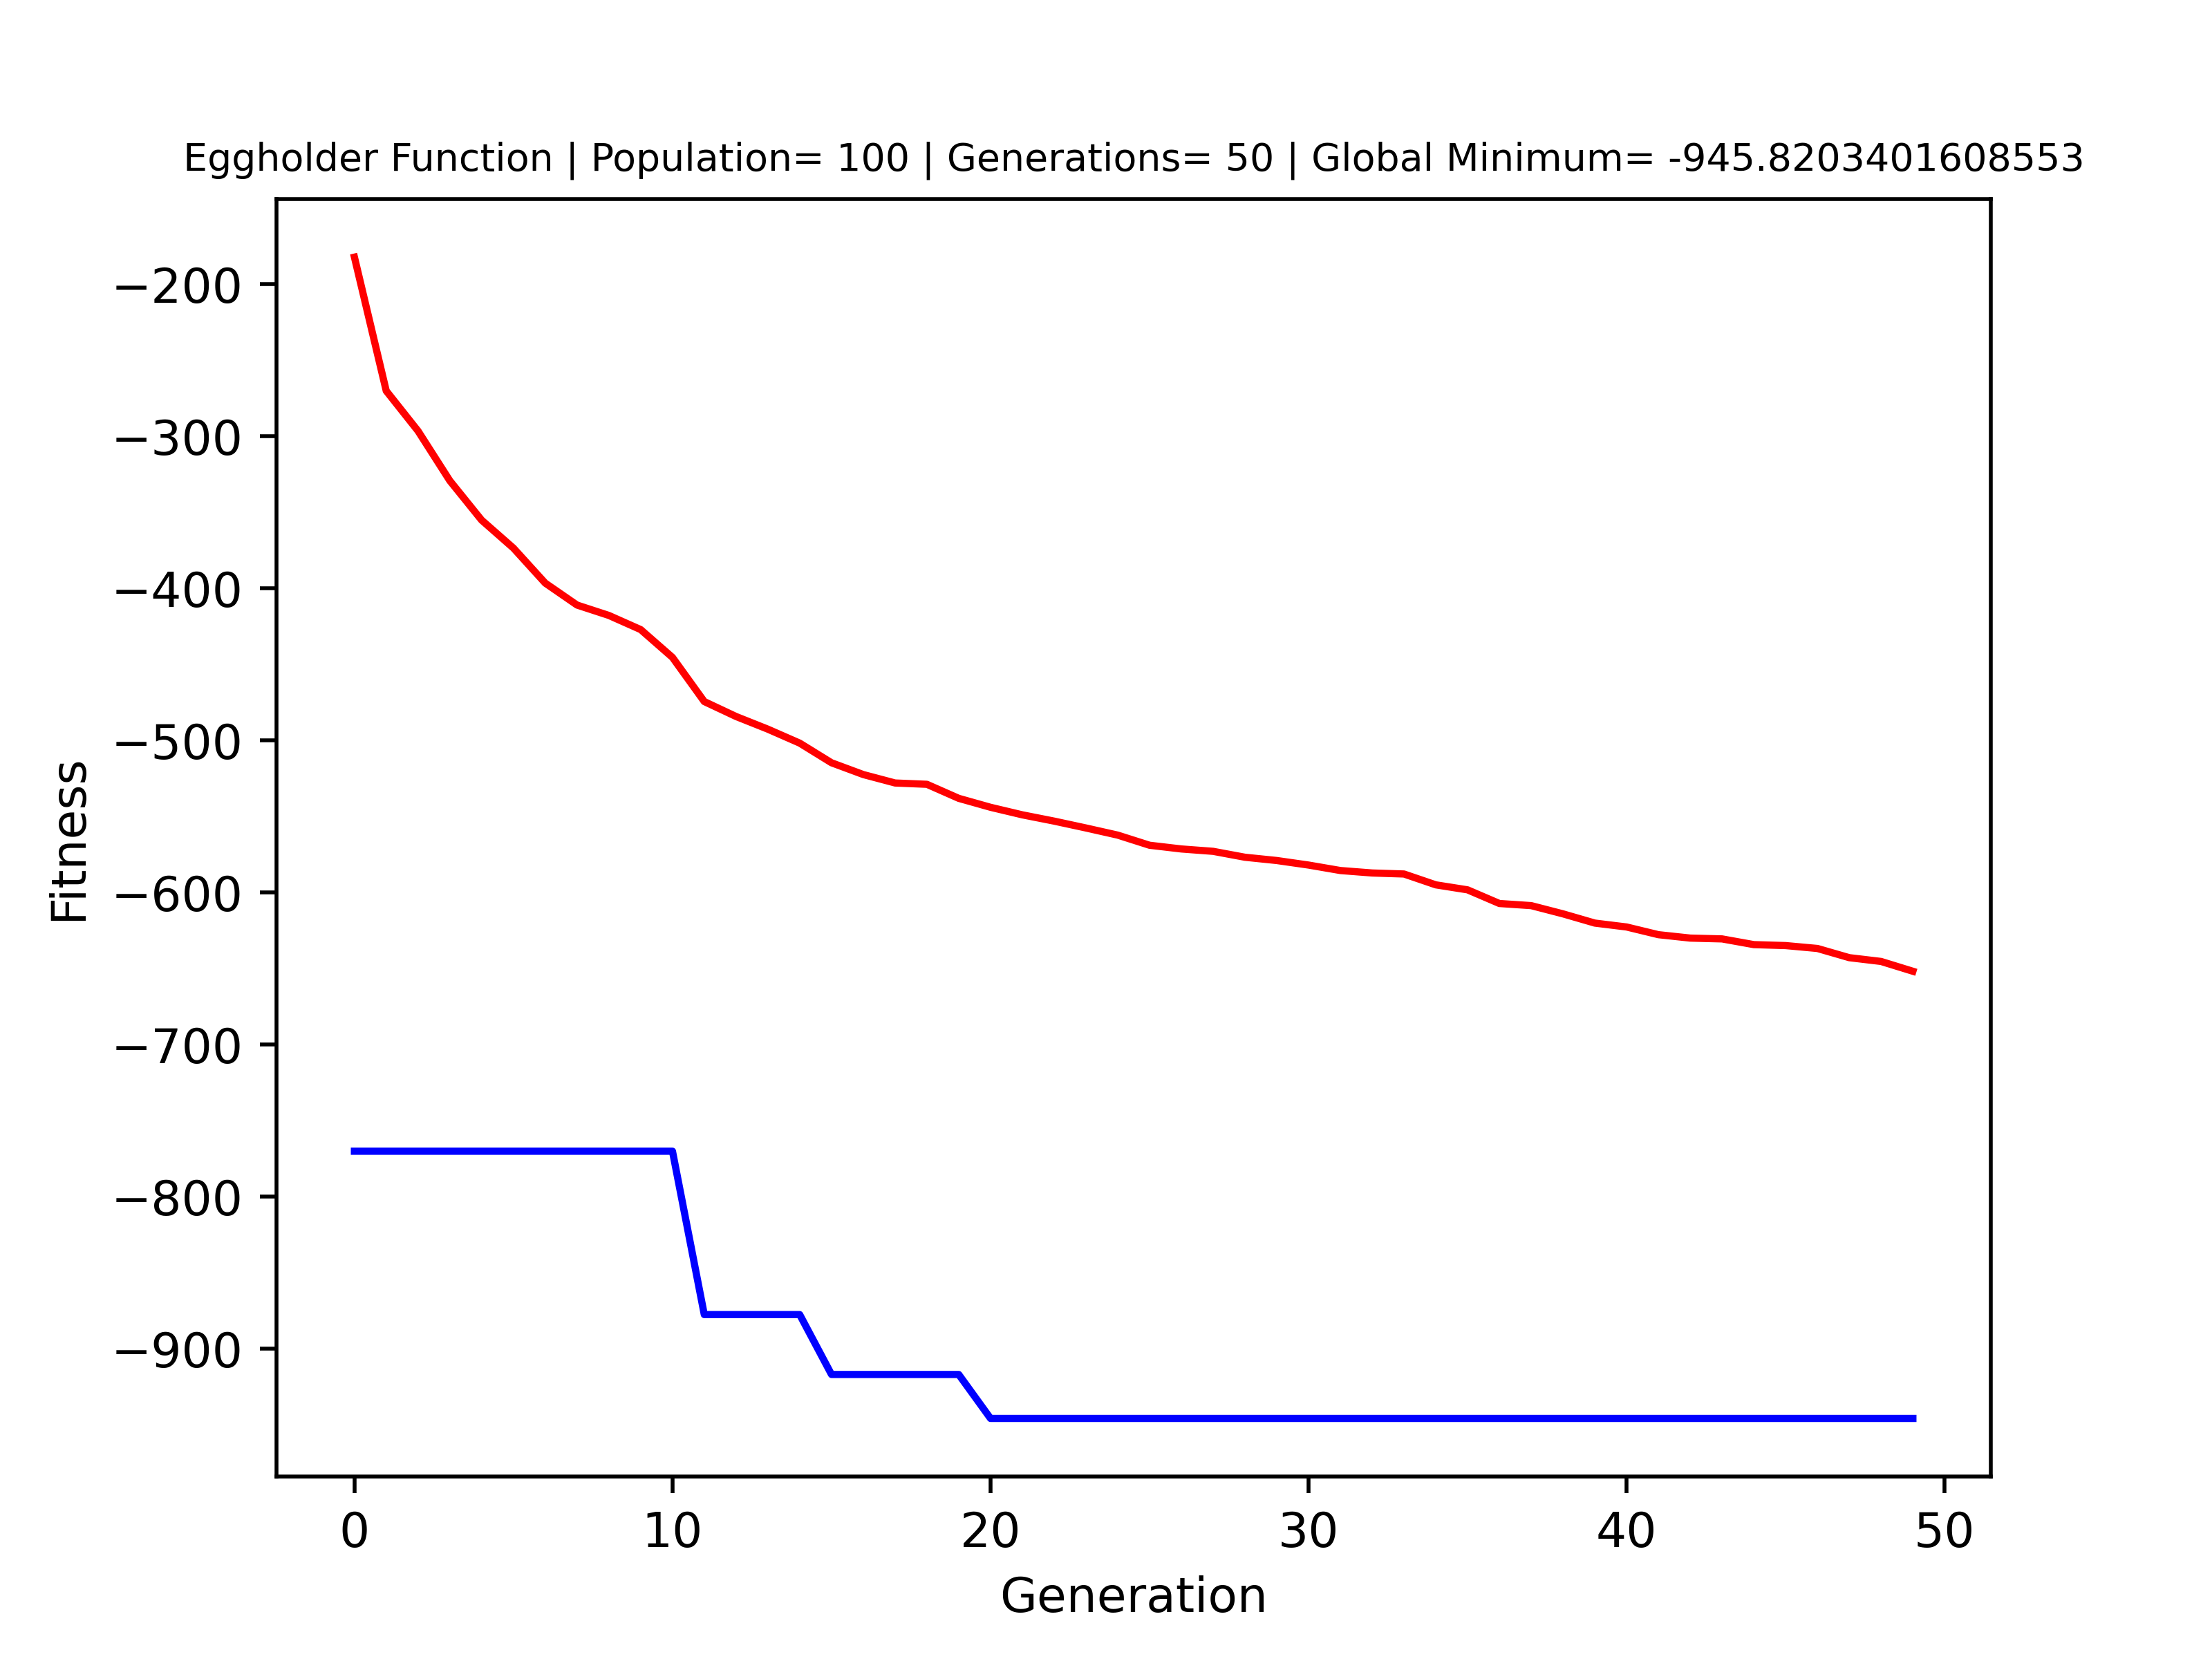 Eggholder Function | Population= 100 | Generations= 50 | Global Minimum= -945.8203401608553
−200
−300
−400
−500
−600
−700
−800
−900
Fitness
0 10 20 30 40 50
Generation